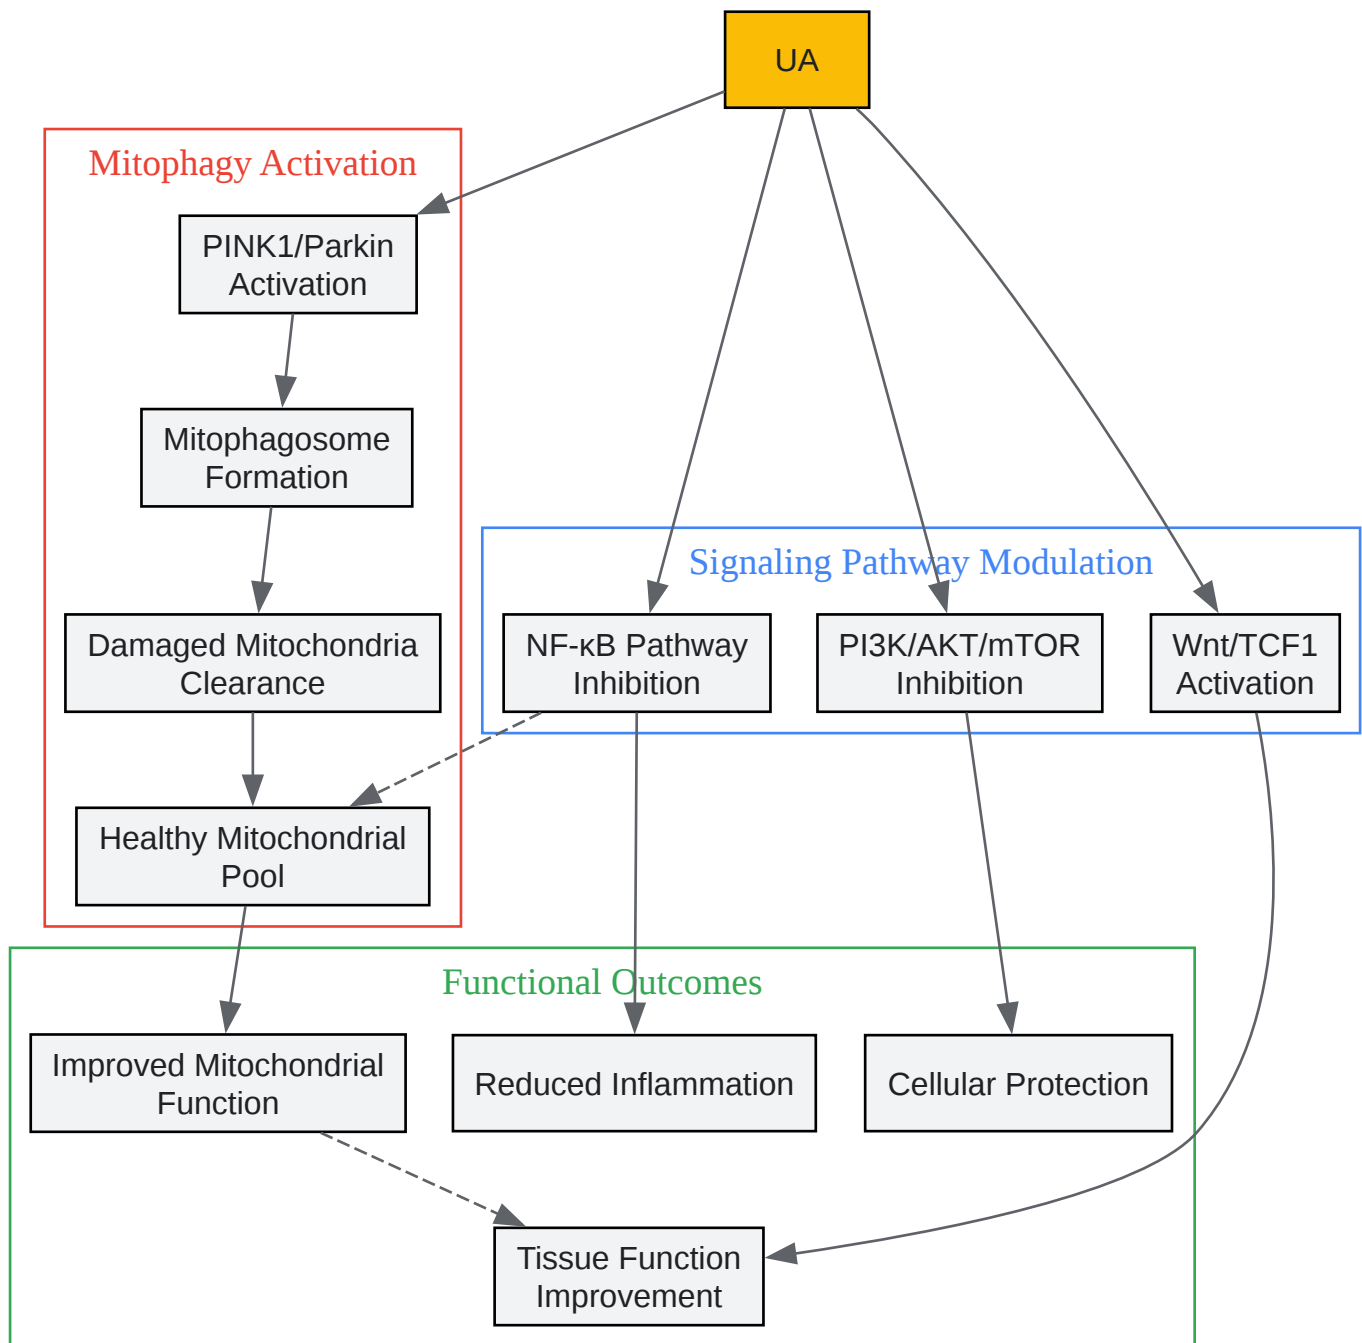 UA
Mitophagy Activation
PINK1/Parkin
Activation
Mitophagosome
Formation
Damaged Mitochondria
Clearance
Healthy Mitochondrial
Pool
Signaling Pathway Modulation
NF-κB Pathway
Inhibition
PI3K/AKT/mTOR
Inhibition
Wnt/TCF1
Activation
Functional Outcomes
Improved Mitochondrial
Function
Reduced Inflammation
Cellular Protection
Tissue Function
Improvement